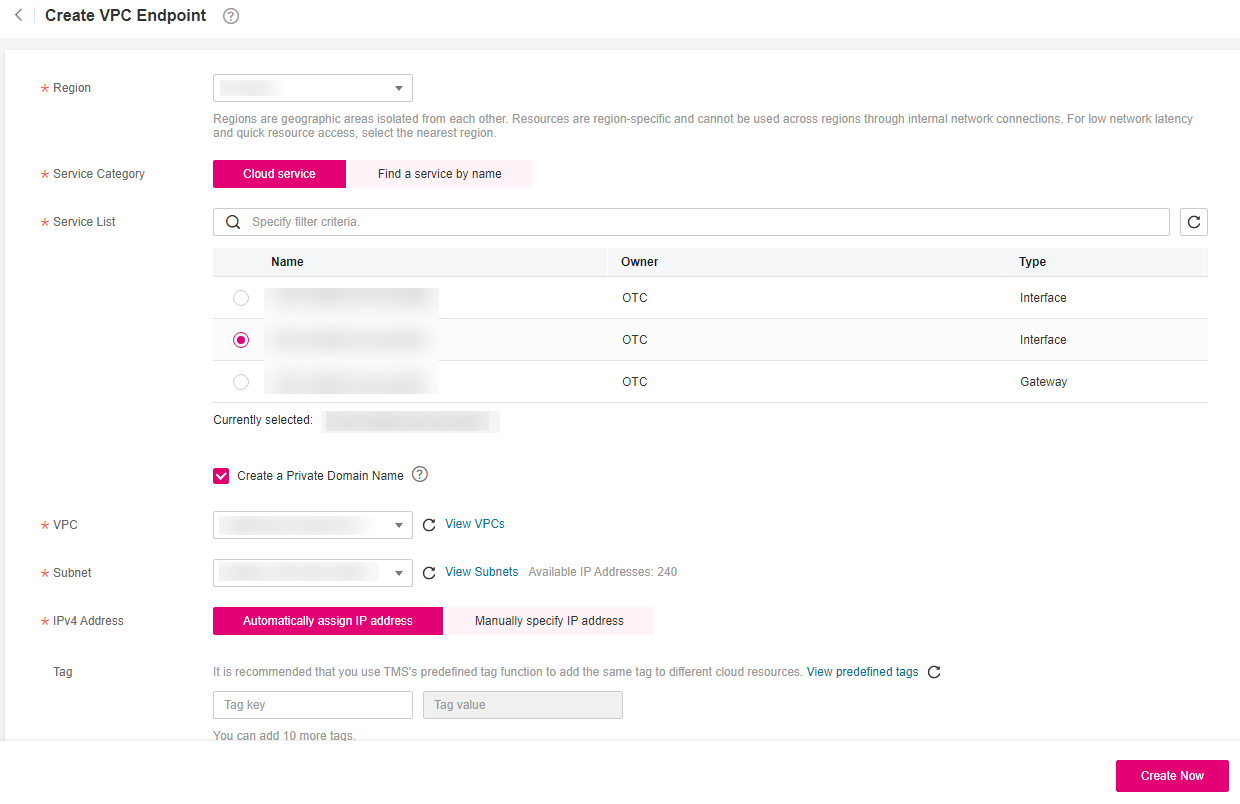 Create VPC Endpoint ?
* Region
Regions are geographic areas isolated from each other. Resources are region-specific and cannot be used across regions through internal network connections. For low network latency
and quick resource access, select the nearest region.
* Service Category Cloud service Find a service by name
* Service List Specify filter criteria.
Name Owner Type
OTC Interface
OTC Interface
OTC Gateway
Currently selected:
Create a Private Domain Name ?
* VPC View VPCs
* Subnet View Subnets Available IP Addresses: 240
* IPv4 Address Automatically assign IP address Manually specify IP address
Tag It is recommended that you use TMS's predefined tag function to add the same tag to different cloud resources. View predefined tags
Tag key Tag value
You can add 10 more tags.
Create Now